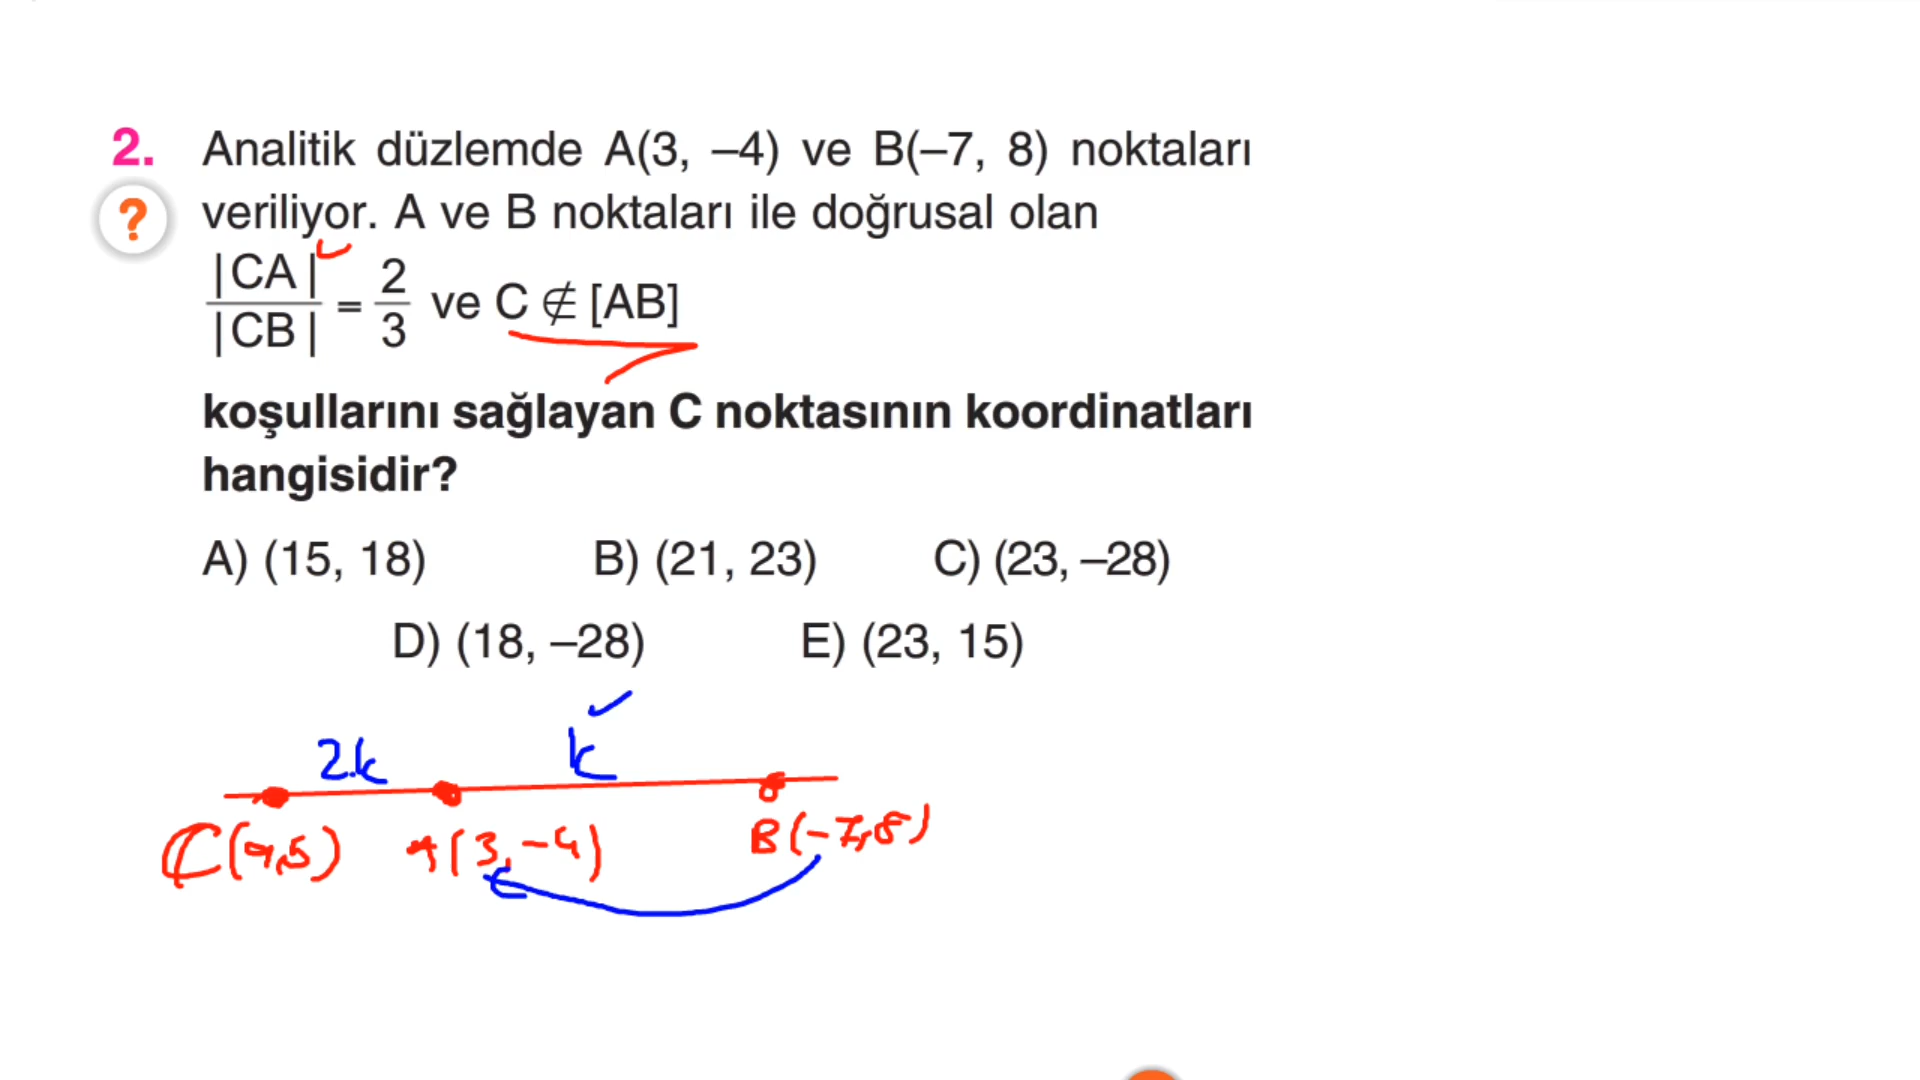 2. Analitik düzlemde A(3, –4) ve B(–7, 8) noktaları
? veriliyor. A ve B noktaları ile doğrusal olan
|CA| / |CB| = 2/3 ve C ∉ [AB]
koşullarını sağlayan C noktasının koordinatları
hangisidir?
A) (15, 18) B) (21, 23) C) (23, –28)
D) (18, –28) E) (23, 15)
2k k
C( ) A(3,-4) B(-7,8)